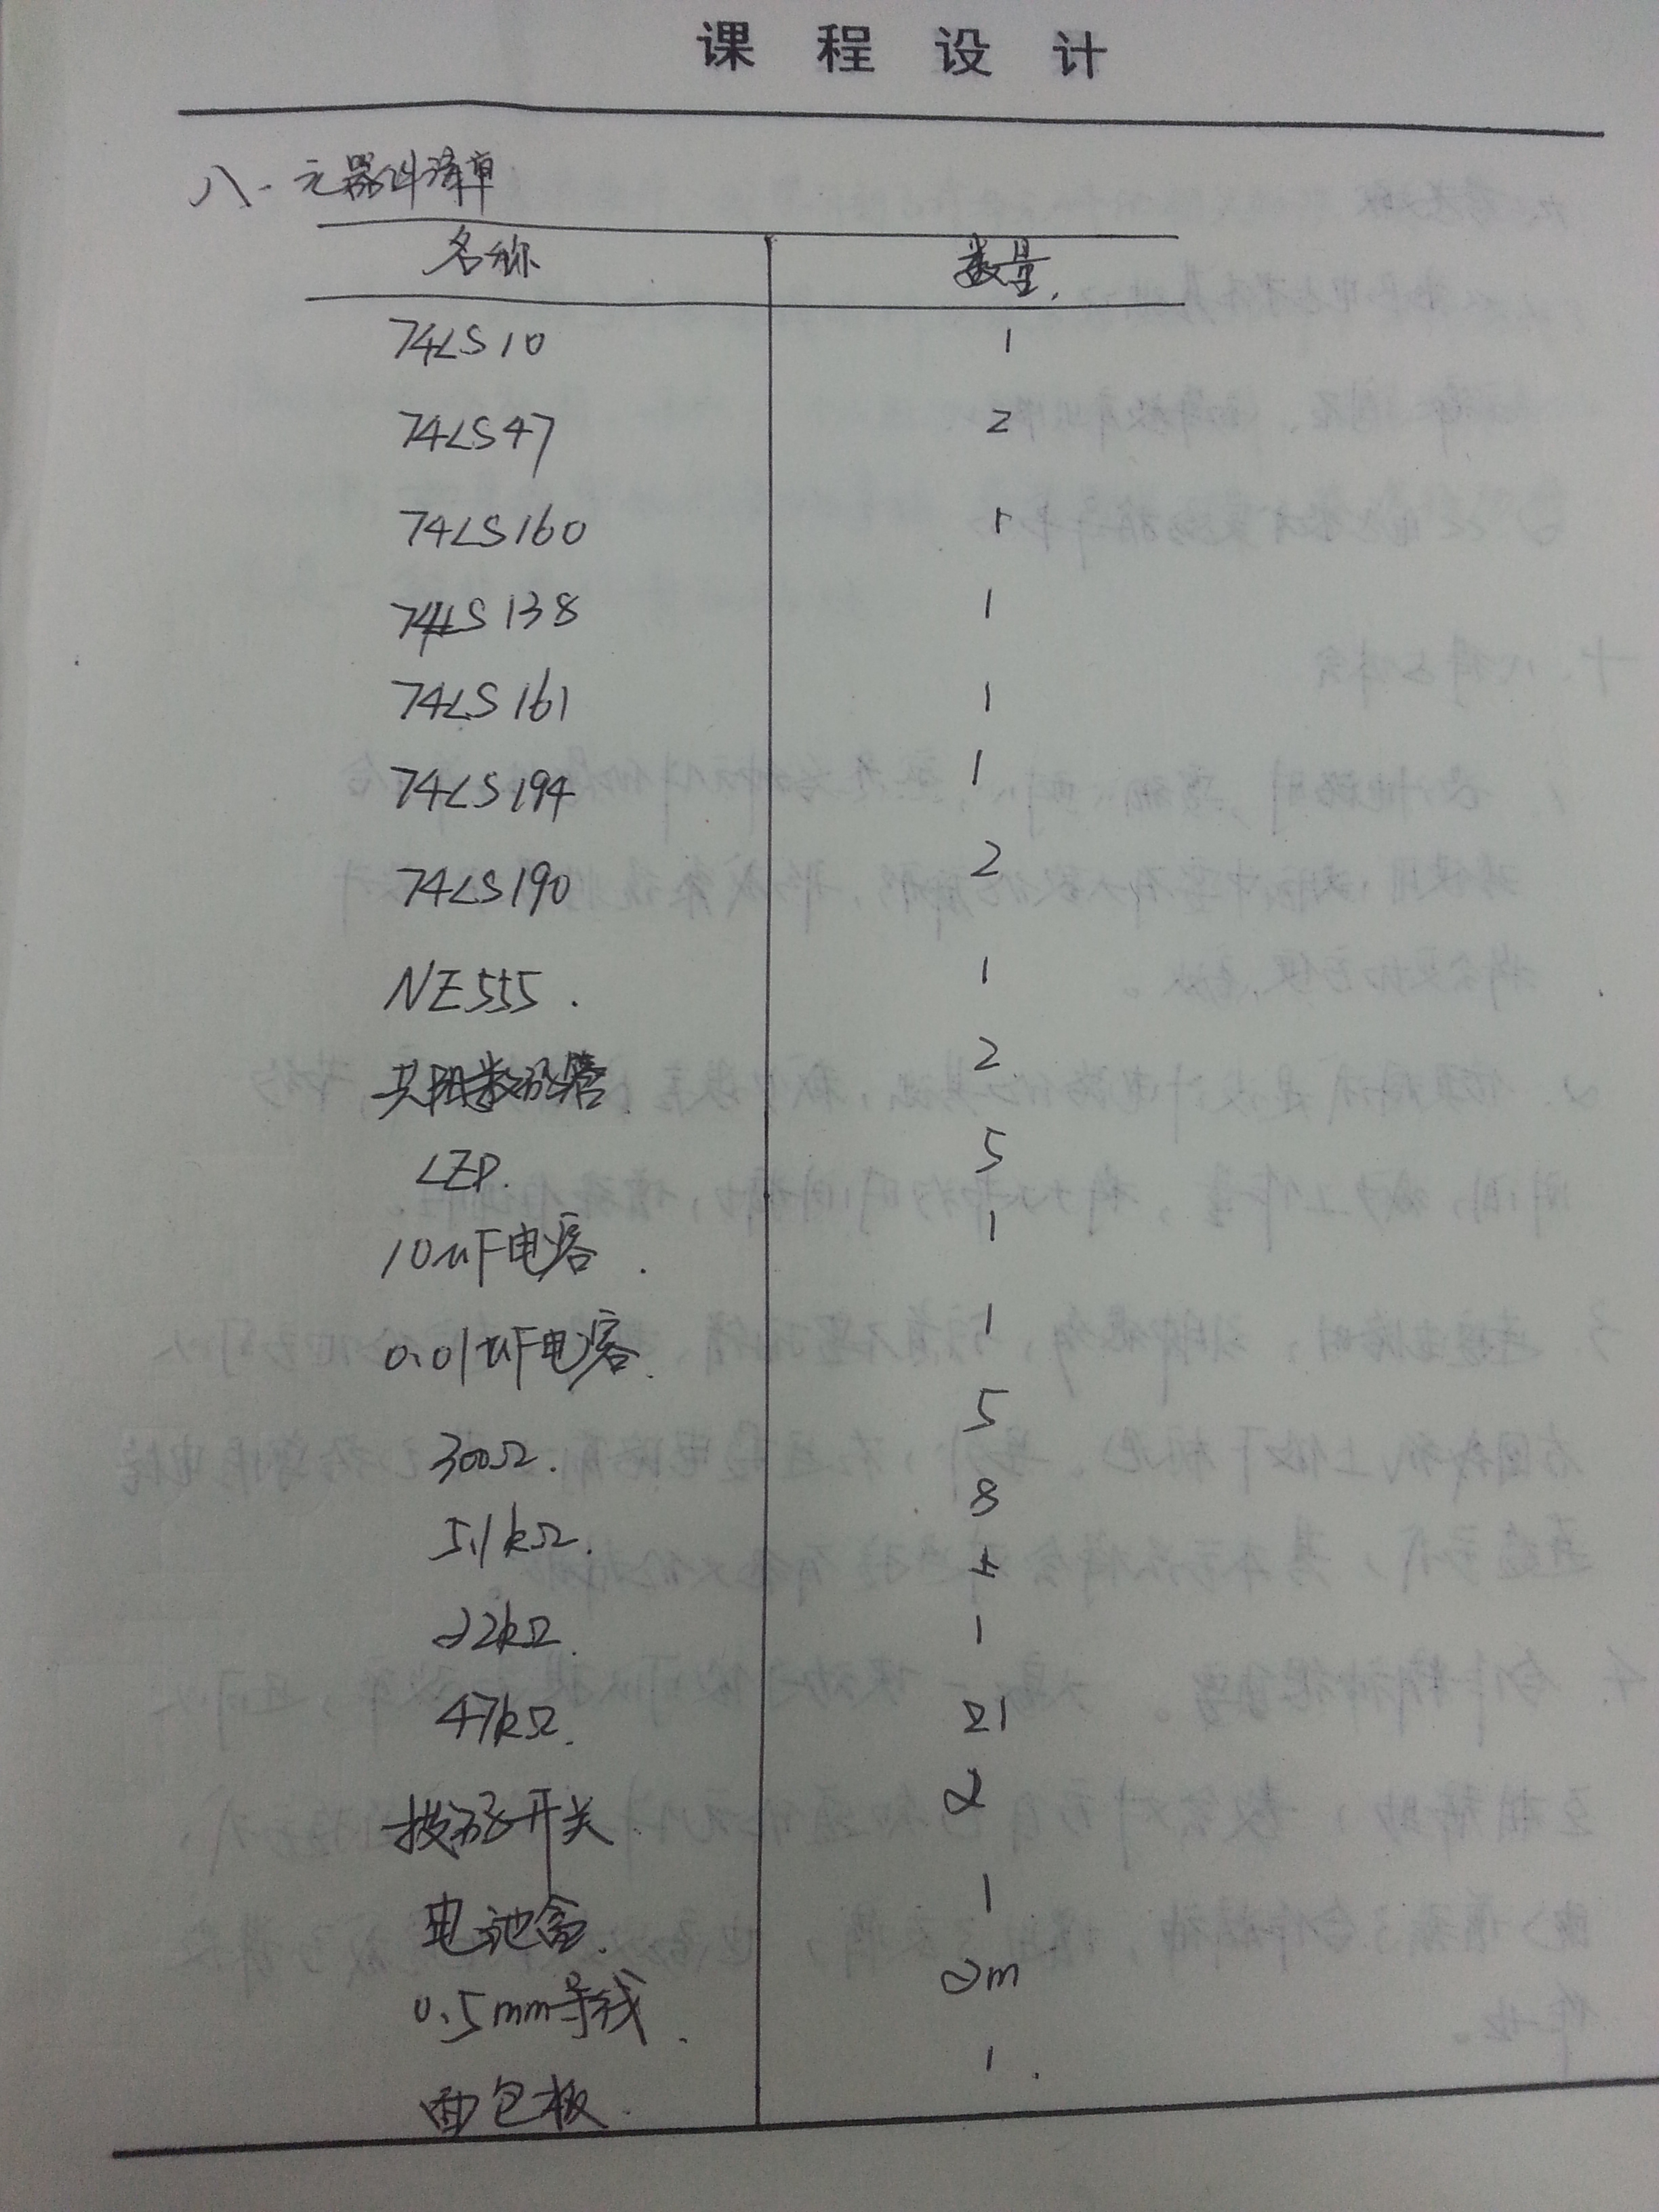 课 程 设 计
八、元器件清单
名称 数量.
74LS10 1
74LS47 2
74LS160 1
74LS138 1
74LS161 1
74LS194 1
74LS190 2
NE555. 1
共阳数码管. 2
LED. 5
10uF电容. 1
0.01uF电容. 1
300Ω. 5
5.1kΩ. 8
22kΩ.
47kΩ. 1
拨码开关. 2
电池盒. 1
0.5mm导线. 2m
面包板. 1.